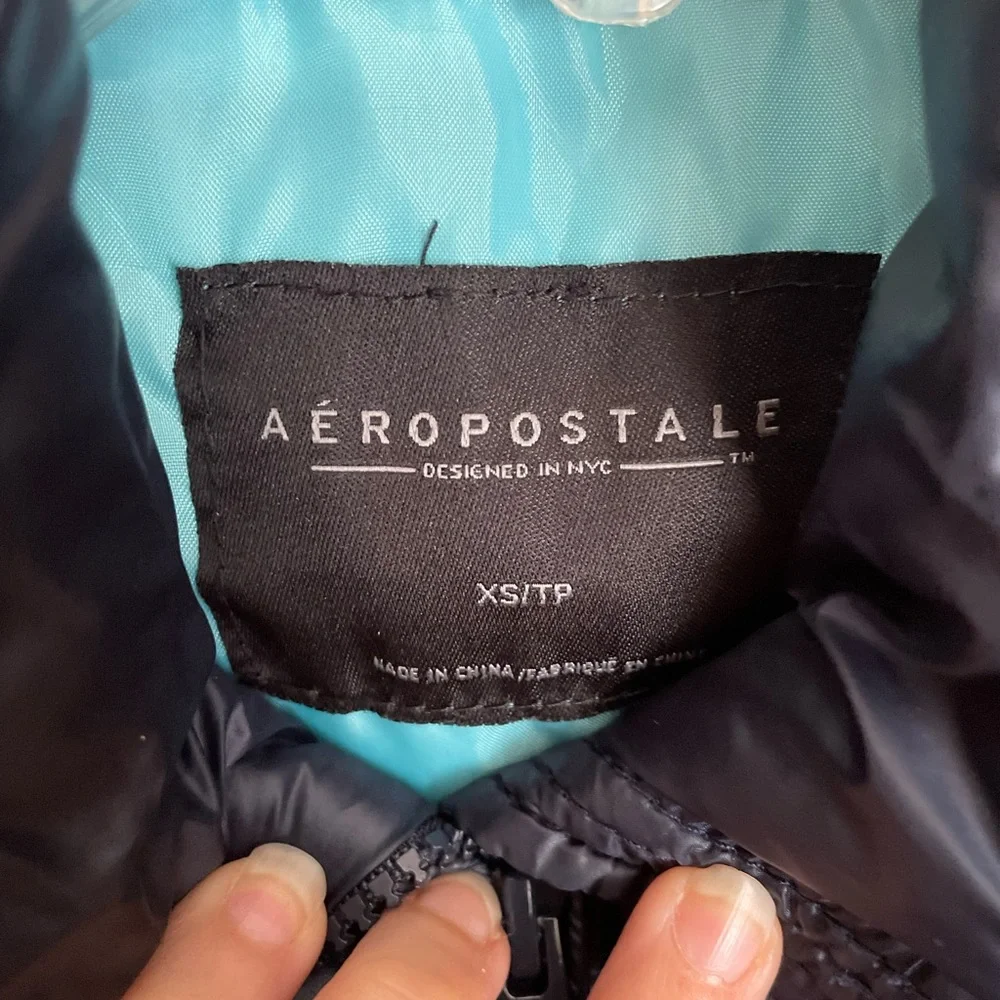 AÉROPOSTALE
DESIGNED IN NYC ™
XS/TP
MADE IN CHINA/FABRIQUÉ EN CHINE